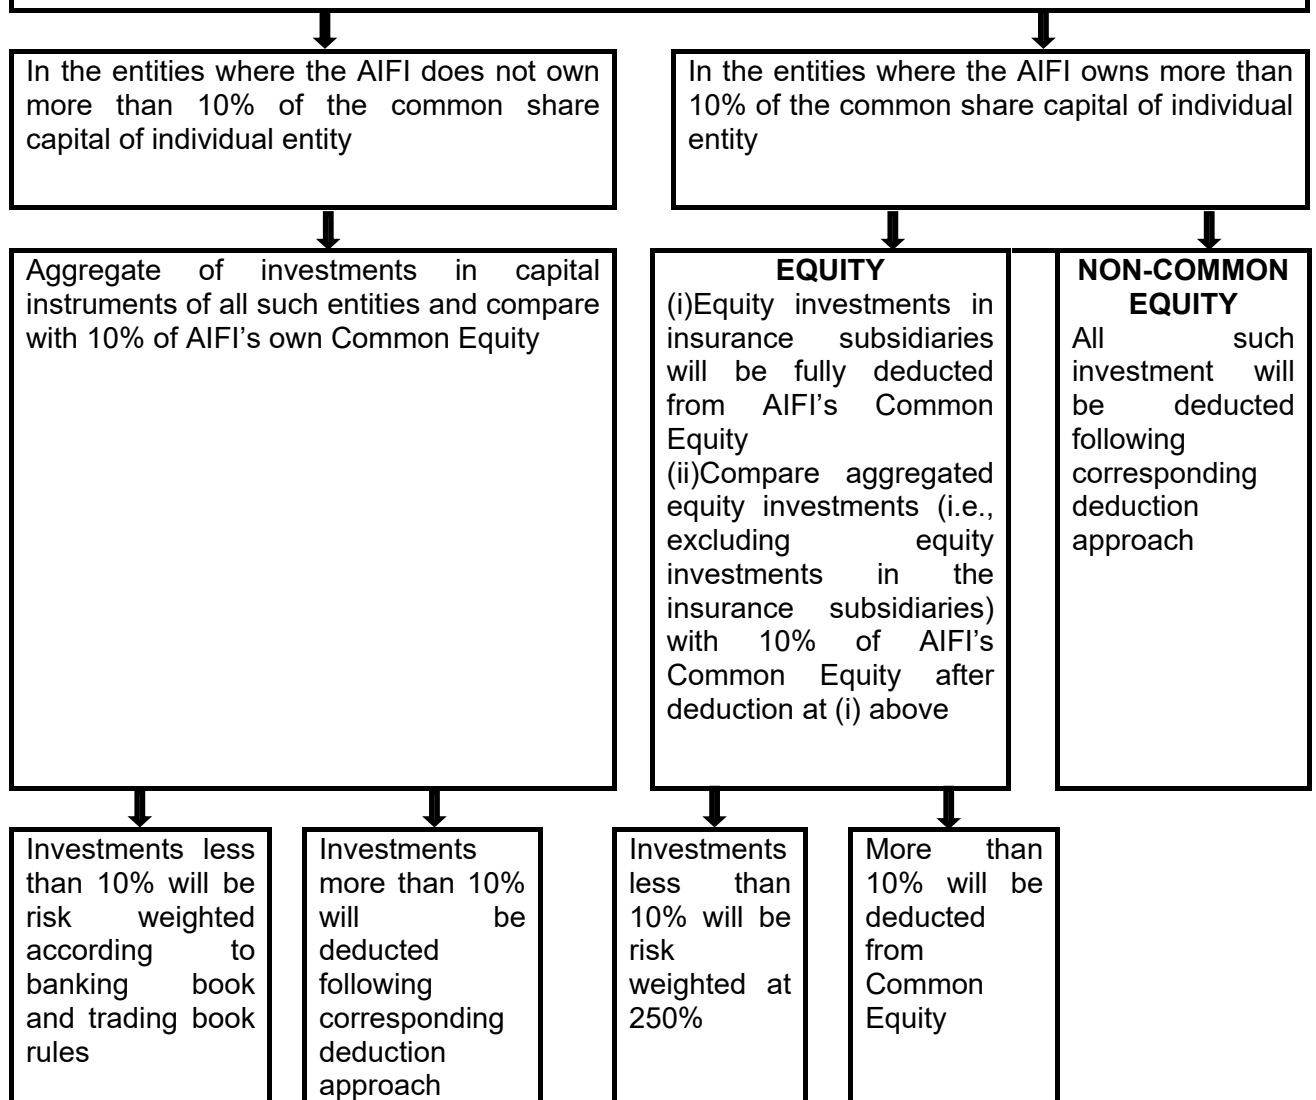 In the entities where the AIFI does not own
more than 10% of the common share
capital of individual entity
In the entities where the AIFI owns more than
10% of the common share capital of individual
entity
Aggregate of investments in capital
instruments of all such entities and compare
with 10% of AIFI’s own Common Equity
EQUITY
(i)Equity investments in
insurance subsidiaries
will be fully deducted
from AIFI’s Common
Equity
(ii)Compare aggregated
equity investments (i.e.,
excluding equity
investments in the
insurance subsidiaries)
with 10% of AIFI’s
Common Equity after
deduction at (i) above
NON-COMMON
EQUITY
All such
investment will
be deducted
following
corresponding
deduction
approach
Investments less
than 10% will be
risk weighted
according to
banking book
and trading book
rules
Investments
more than 10%
will be
deducted
following
corresponding
deduction
approach
Investments
less than
10% will be
risk
weighted at
250%
More than
10% will be
deducted
from
Common
Equity